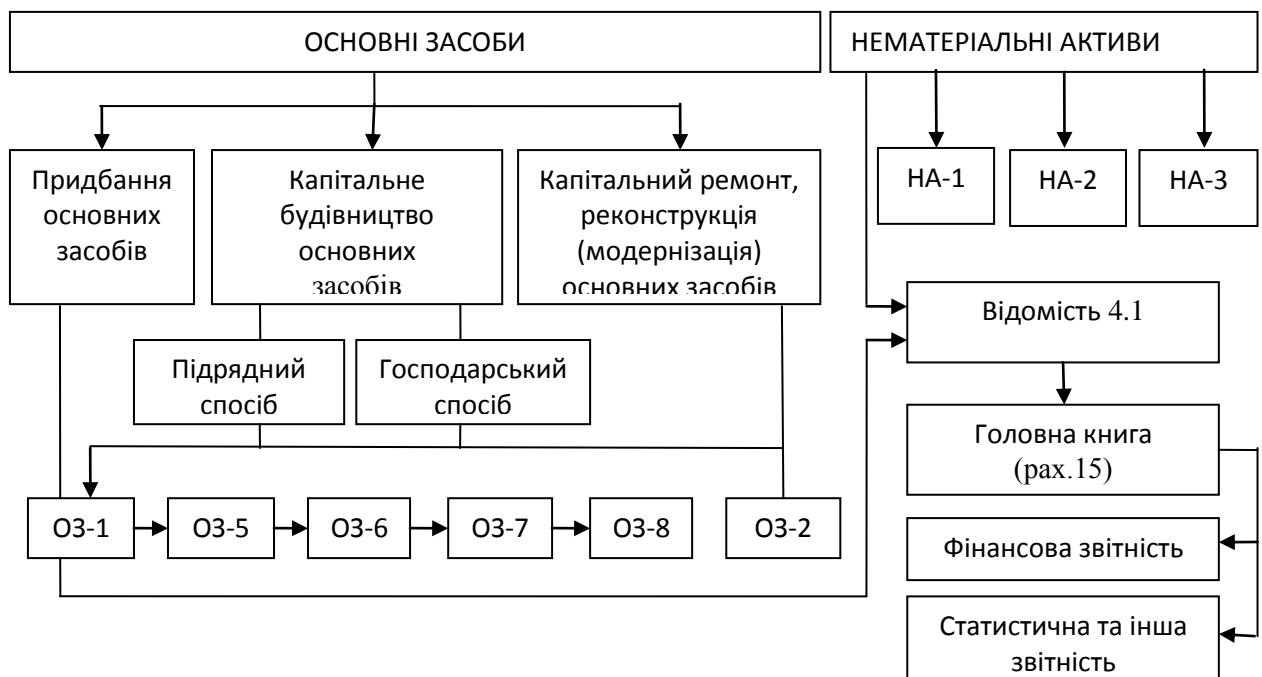 ОСНОВНІ ЗАСОБИ
НЕМАТЕРІАЛЬНІ АКТИВИ
Придбання
основних
засобів
Капітальне
будівництво
основних
засобів
Капітальний ремонт,
реконструкція
(модернізація)
основних засобів
НА-1
НА-2
НА-3
Відомість 4.1
Підрядний
спосіб
Господарський
спосіб
Головна книга
(рах.15)
ОЗ-1
ОЗ-5
ОЗ-6
ОЗ-7
ОЗ-8
ОЗ-2
Фінансова звітність
Статистична та інша
звітність